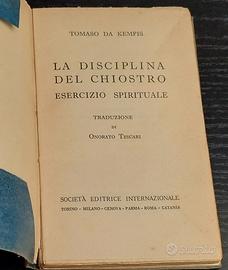 TOMASO DA KEMPIS
LA DISCIPLINA
DEL CHIOSTRO
ESERCIZIO SPIRITUALE
TRADUZIONE
DI
ONORATO TESCARI
SOCIETÀ EDITRICE INTERNAZIONALE
TORINO - MILANO - GENOVA - PARMA - ROMA - CATANIA
subito